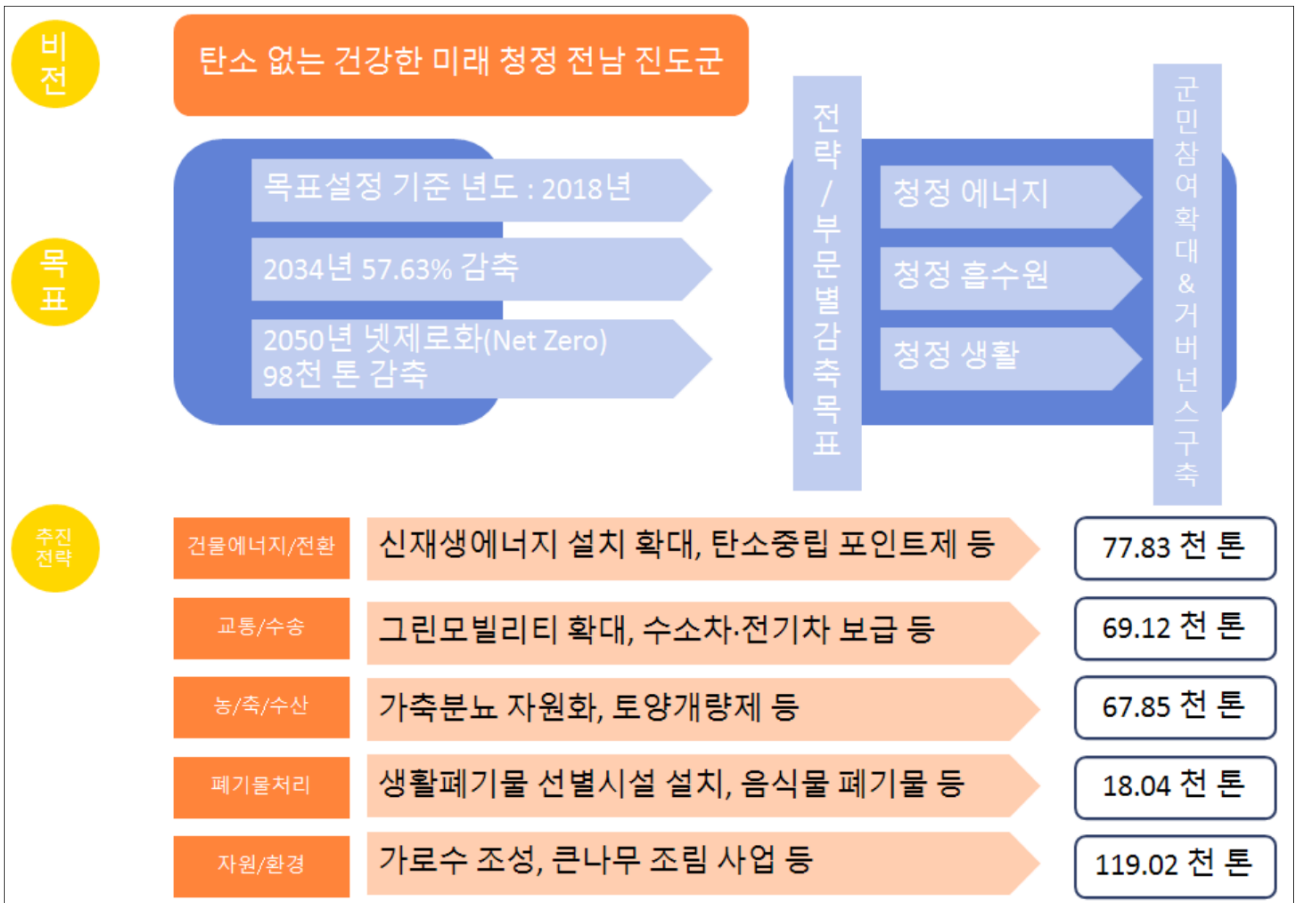 비
전
탄소 없는 건강한 미래 청정 전남 진도군
목
표
목표설정 기준 년도 : 2018년
2034년 57.63% 감축
2050년 넷제로화(Net Zero)
98천 톤 감축
전략/부문별감축목표
청정 에너지
청정 흡수원
청정 생활
군민참여확대&거버넌스구축
추진
전략
건물에너지/전환
신재생에너지 설치 확대, 탄소중립 포인트제 등
77.83 천 톤
교통/수송
그린모빌리티 확대, 수소차·전기차 보급 등
69.12 천 톤
농/축/수산
가축분뇨 자원화, 토양개량제 등
67.85 천 톤
폐기물처리
생활폐기물 선별시설 설치, 음식물 폐기물 등
18.04 천 톤
자원/환경
가로수 조성, 큰나무 조림 사업 등
119.02 천 톤